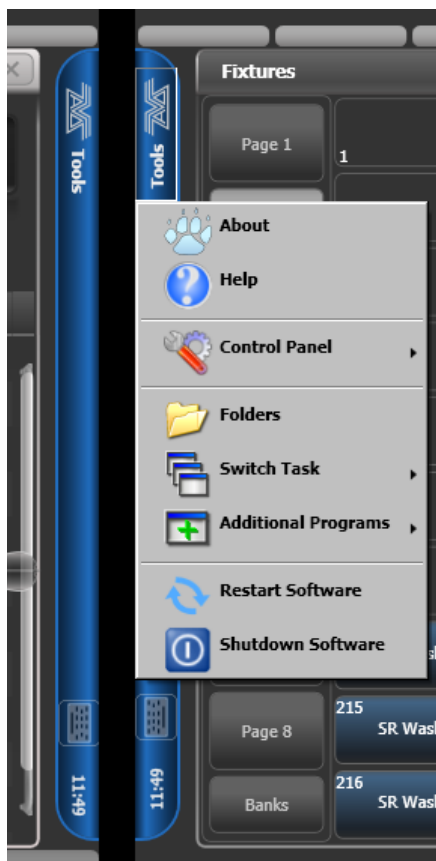 Tools
11:49
Tools
11:49
Fixtures
Page 1
1
About
Help
Control Panel
Folders
Switch Task
Additional Programs
Restart Software
Shutdown Software
Page 8
215
SR Wash
Banks
216
SR Wash